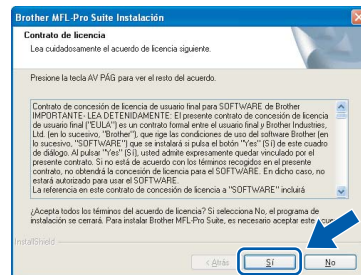 Brother MFL-Pro Suite Instalación
Contrato de licencia
Lea cuidadosamente el acuerdo de licencia siguiente.
Presione la tecla AV PÁG para ver el resto del acuerdo.
Contrato de concesión de licencia de usuario final para SOFTWARE de Brother
IMPORTANTE- LEA DETENIDAMENTE: El presente contrato de concesión de licencia
de usuario final ("EULA") es un contrato formal entre el usuario final y Brother Industries,
Ltd. (en lo sucesivo, "Brother"), que rige las condiciones de uso del software Brother (en
lo sucesivo, "SOFTWARE") que se instalará si pulsa el botón "Yes" (Sí) de este cuadro
de diálogo. Al pulsar "Yes" (Sí), usted admite expresamente quedar vinculado por el
presente contrato. Si no está de acuerdo con los términos recogidos en el presente
contrato, no obtendrá la concesión de licencia para el SOFTWARE. En dicho caso, no
estará autorizado para usar el SOFTWARE.
La referencia en este contrato de concesión de licencia a "SOFTWARE" incluirá
¿Acepta todos los términos del acuerdo de licencia? Si selecciona No, el programa de
instalación se cerrará. Para instalar Brother MFL-Pro Suite, es necesario aceptar este
InstallShield
< Atrás
Sí
No